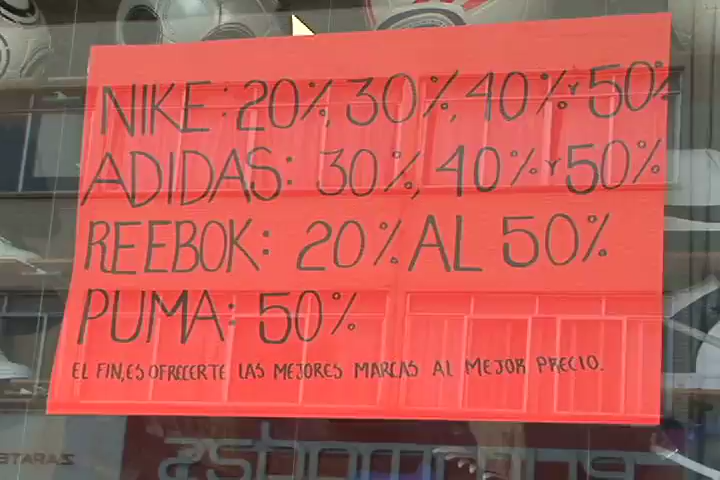 NIKE: 20%, 30%, 40% Y 50%
ADIDAS: 30%, 40% Y 50%
REEBOK: 20% AL 50%
PUMA: 50%
EL FIN, ES OFRECERTE LAS MEJORES MARCAS AL MEJOR PRECIO.
ZARATE